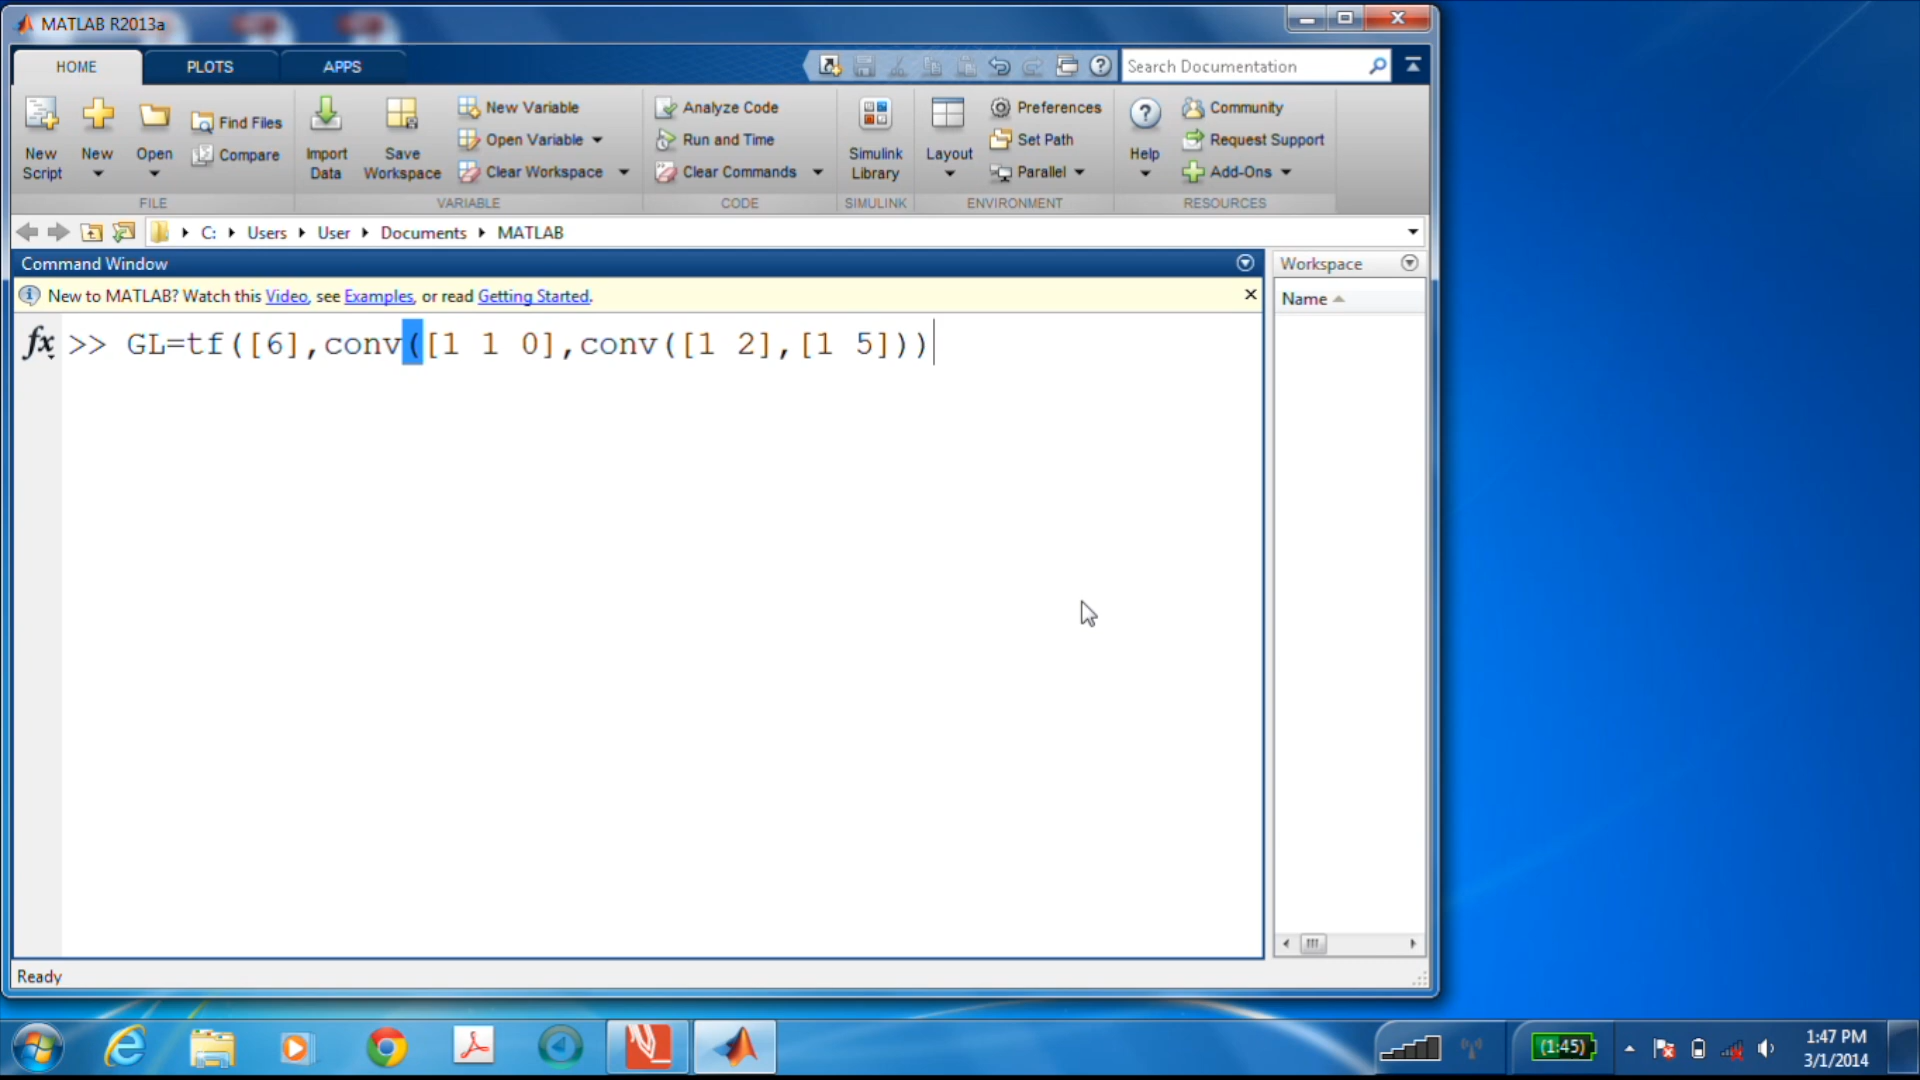 MATLAB R2013a
HOME
PLOTS
APPS
Search Documentation
New Script
New
Open
Find Files
Compare
FILE
Import Data
Save Workspace
New Variable
Open Variable
Clear Workspace
VARIABLE
Analyze Code
Run and Time
Clear Commands
CODE
Simulink Library
SIMULINK
Layout
Preferences
Set Path
Parallel
ENVIRONMENT
Help
Community
Request Support
Add-Ons
RESOURCES
C: Users User Documents MATLAB
Command Window
Workspace
New to MATLAB? Watch this Video, see Examples, or read Getting Started.
Name
fx >> GL=tf([6],conv([1 1 0],conv([1 2],[1 5]))
Ready
(1:45)
1:47 PM
3/1/2014